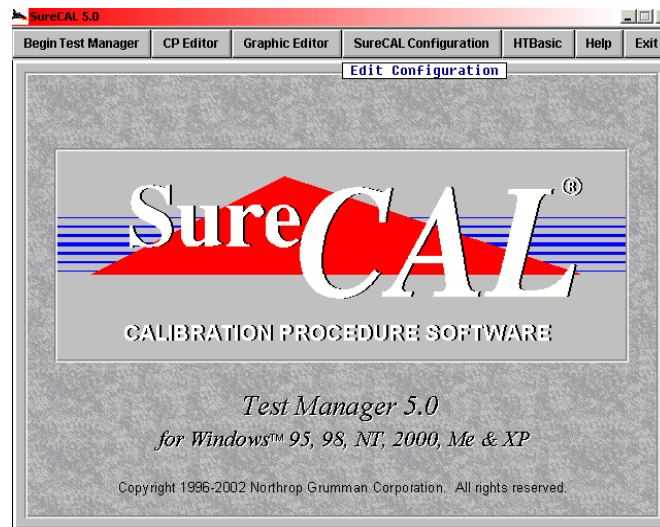 SureCAL 5.0
Begin Test Manager CP Editor Graphic Editor SureCAL Configuration HTBasic Help Exit
Edit Configuration
SureCAL®
CALIBRATION PROCEDURE SOFTWARE
Test Manager 5.0
for Windows™ 95, 98, NT, 2000, Me & XP
Copyright 1996-2002 Northrop Grumman Corporation. All rights reserved.